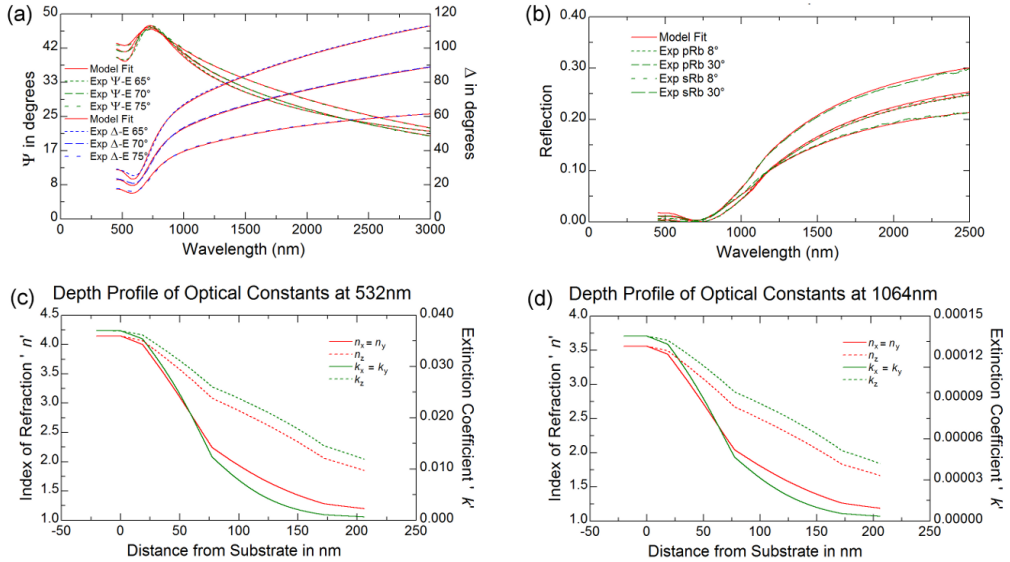 (a)
50
42
33
25
17
8
0
Ψ in degrees
Model Fit
Exp Ψ-E 65°
Exp Ψ-E 70°
Exp Ψ-E 75°
Model Fit
Exp Δ-E 65°
Exp Δ-E 70°
Exp Δ-E 75°
120
100
80
60
40
20
0
Δ in degrees
0 500 1000 1500 2000 2500 3000
Wavelength (nm)
(b)
0.40
0.30
0.20
0.10
0.00
Reflection
Model Fit
Exp pRb 8°
Exp pRb 30°
Exp sRb 8°
Exp sRb 30°
0 500 1000 1500 2000 2500
Wavelength (nm)
(c) Depth Profile of Optical Constants at 532nm
4.5
4.0
3.5
3.0
2.5
2.0
1.5
1.0
Index of Refraction ' n'
nx = ny
nz
kx = ky
kz
0.040
0.030
0.020
0.010
0.000
Extinction Coefficient ' k'
-50 0 50 100 150 200 250
Distance from Substrate in nm
(d) Depth Profile of Optical Constants at 1064nm
4.0
3.5
3.0
2.5
2.0
1.5
1.0
Index of Refraction ' n'
nx = ny
nz
kx = ky
kz
0.00015
0.00012
0.00009
0.00006
0.00003
0.00000
Extinction Coefficient ' k'
-50 0 50 100 150 200 250
Distance from Substrate in nm